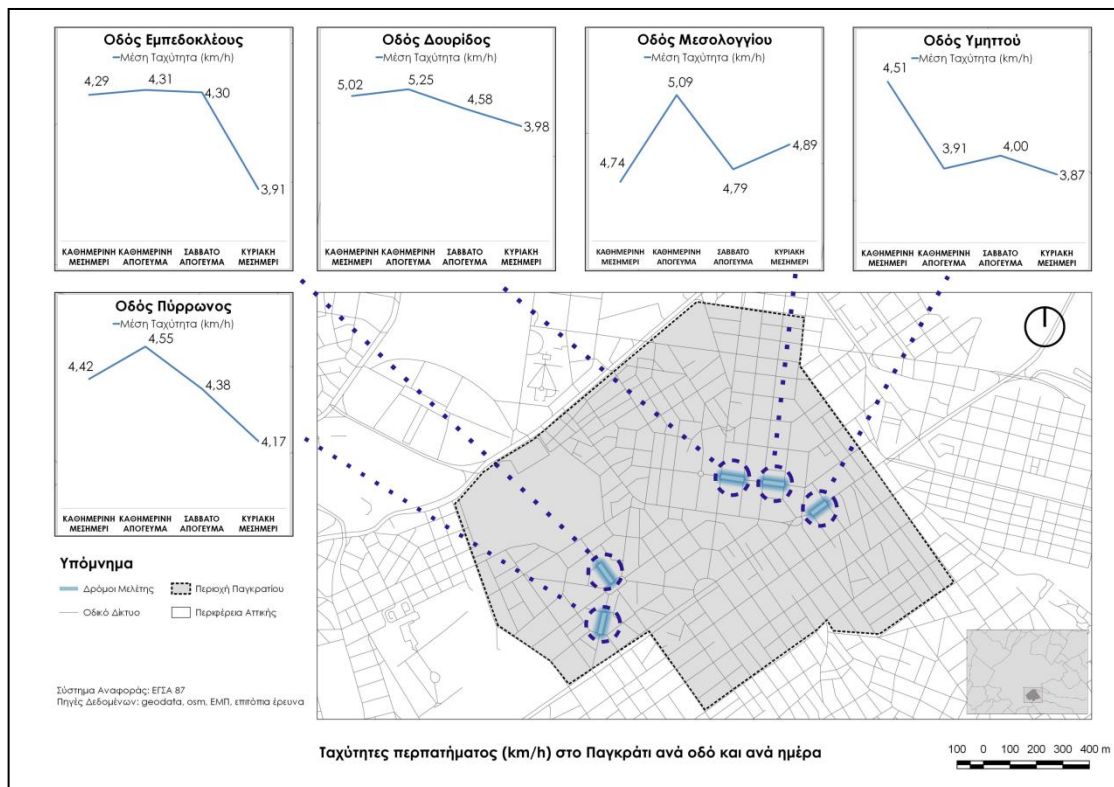 Οδός Εμπεδοκλέους
Μέση Ταχύτητα (km/h)
4,29
4,31
4,30
3,91
ΚΑΘΗΜΕΡΙΝΗ ΚΑΘΗΜΕΡΙΝΗ ΣΑΒΒΑΤΟ ΚΥΡΙΑΚΗ
ΜΕΣΗΜΕΡΙ ΑΠΟΓΕΥΜΑ ΑΠΟΓΕΥΜΑ ΜΕΣΗΜΕΡΙ
Οδός Δουρίδος
Μέση Ταχύτητα (km/h)
5,02
5,25
4,58
3,98
ΚΑΘΗΜΕΡΙΝΗ ΚΑΘΗΜΕΡΙΝΗ ΣΑΒΒΑΤΟ ΚΥΡΙΑΚΗ
ΜΕΣΗΜΕΡΙ ΑΠΟΓΕΥΜΑ ΑΠΟΓΕΥΜΑ ΜΕΣΗΜΕΡΙ
Οδός Μεσολογγίου
Μέση Ταχύτητα (km/h)
4,74
5,09
4,79
4,89
ΚΑΘΗΜΕΡΙΝΗ ΚΑΘΗΜΕΡΙΝΗ ΣΑΒΒΑΤΟ ΚΥΡΙΑΚΗ
ΜΕΣΗΜΕΡΙ ΑΠΟΓΕΥΜΑ ΑΠΟΓΕΥΜΑ ΜΕΣΗΜΕΡΙ
Οδός Υμηττού
Μέση Ταχύτητα (km/h)
4,51
3,91
4,00
3,87
ΚΑΘΗΜΕΡΙΝΗ ΚΑΘΗΜΕΡΙΝΗ ΣΑΒΒΑΤΟ ΚΥΡΙΑΚΗ
ΜΕΣΗΜΕΡΙ ΑΠΟΓΕΥΜΑ ΑΠΟΓΕΥΜΑ ΜΕΣΗΜΕΡΙ
Οδός Πύρρωνος
Μέση Ταχύτητα (km/h)
4,42
4,55
4,38
4,17
ΚΑΘΗΜΕΡΙΝΗ ΚΑΘΗΜΕΡΙΝΗ ΣΑΒΒΑΤΟ ΚΥΡΙΑΚΗ
ΜΕΣΗΜΕΡΙ ΑΠΟΓΕΥΜΑ ΑΠΟΓΕΥΜΑ ΜΕΣΗΜΕΡΙ
Υπόμνημα
Δρόμοι Μελέτης Περιοχή Παγκρατίου
Οδικό Δίκτυο Περιφέρεια Αττικής
Σύστημα Αναφοράς: ΕΓΣΑ 87
Πηγές Δεδομένων: geodata, osm, ΕΜΠ, επιτόπια έρευνα
Ταχύτητες περπατήματος (km/h) στο Παγκράτι ανά οδό και ανά ημέρα
100 0 100 200 300 400 m